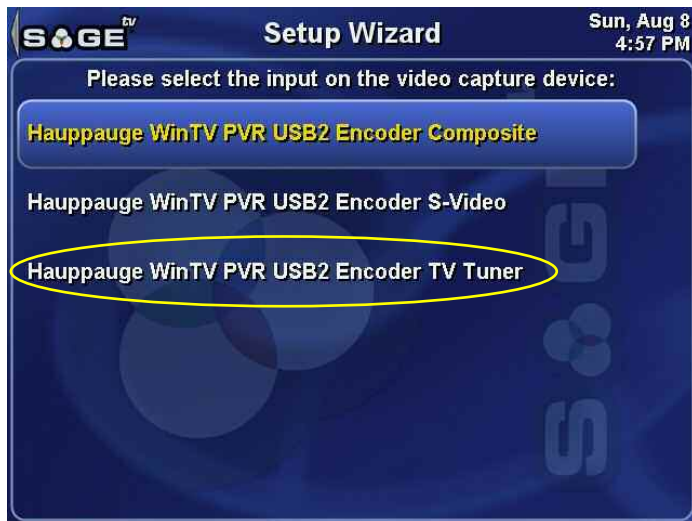 SAGE tv
Setup Wizard
Sun, Aug 8
4:57 PM
Please select the input on the video capture device:
Hauppauge WinTV PVR USB2 Encoder Composite
Hauppauge WinTV PVR USB2 Encoder S-Video
Hauppauge WinTV PVR USB2 Encoder TV Tuner